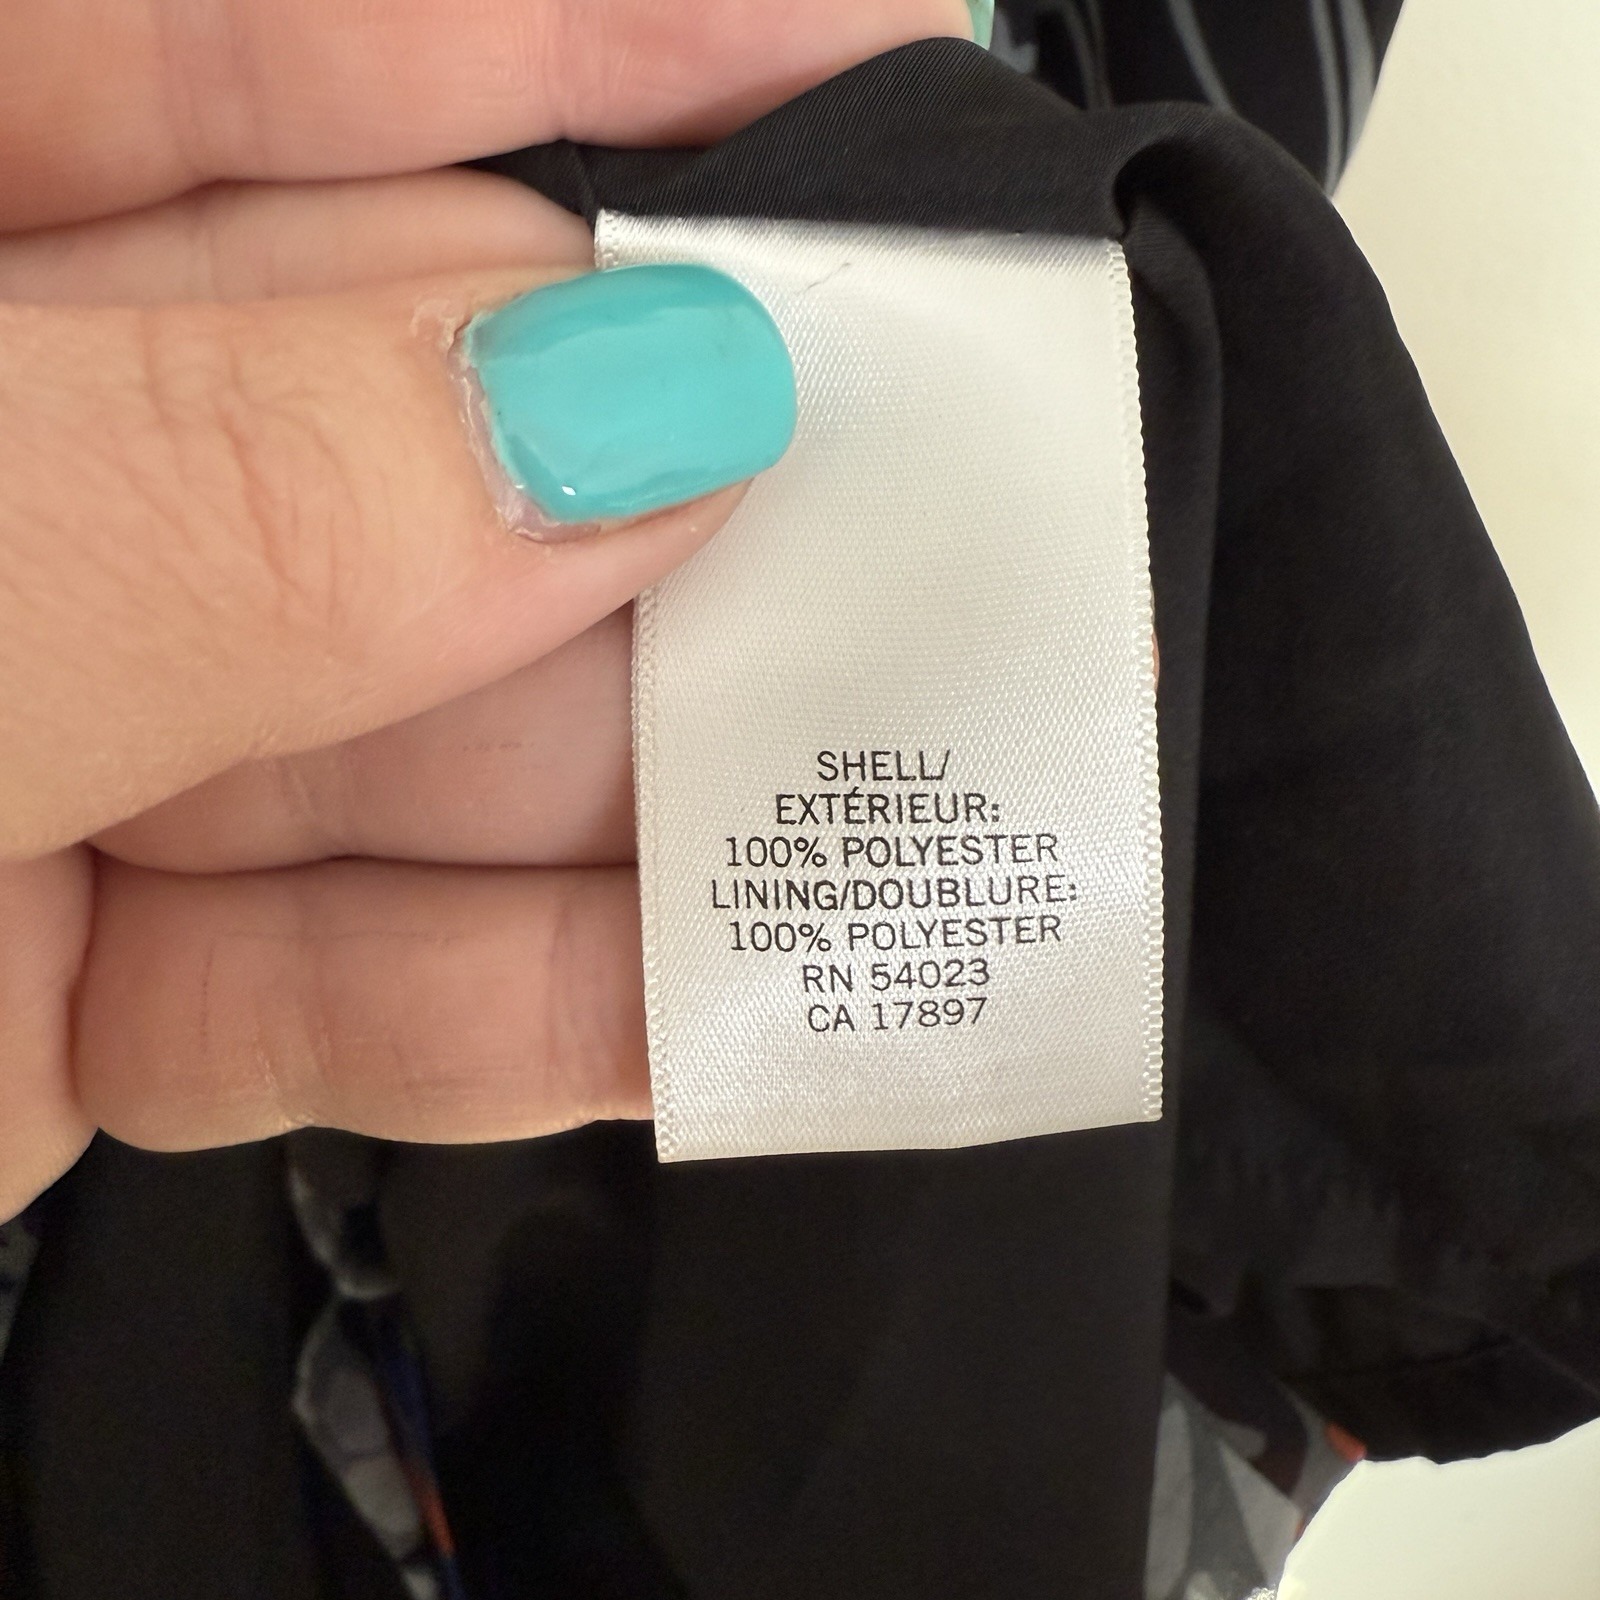 SHELL/
EXTÉRIEUR:
100% POLYESTER
LINING/DOUBLURE:
100% POLYESTER
RN 54023
CA 17897